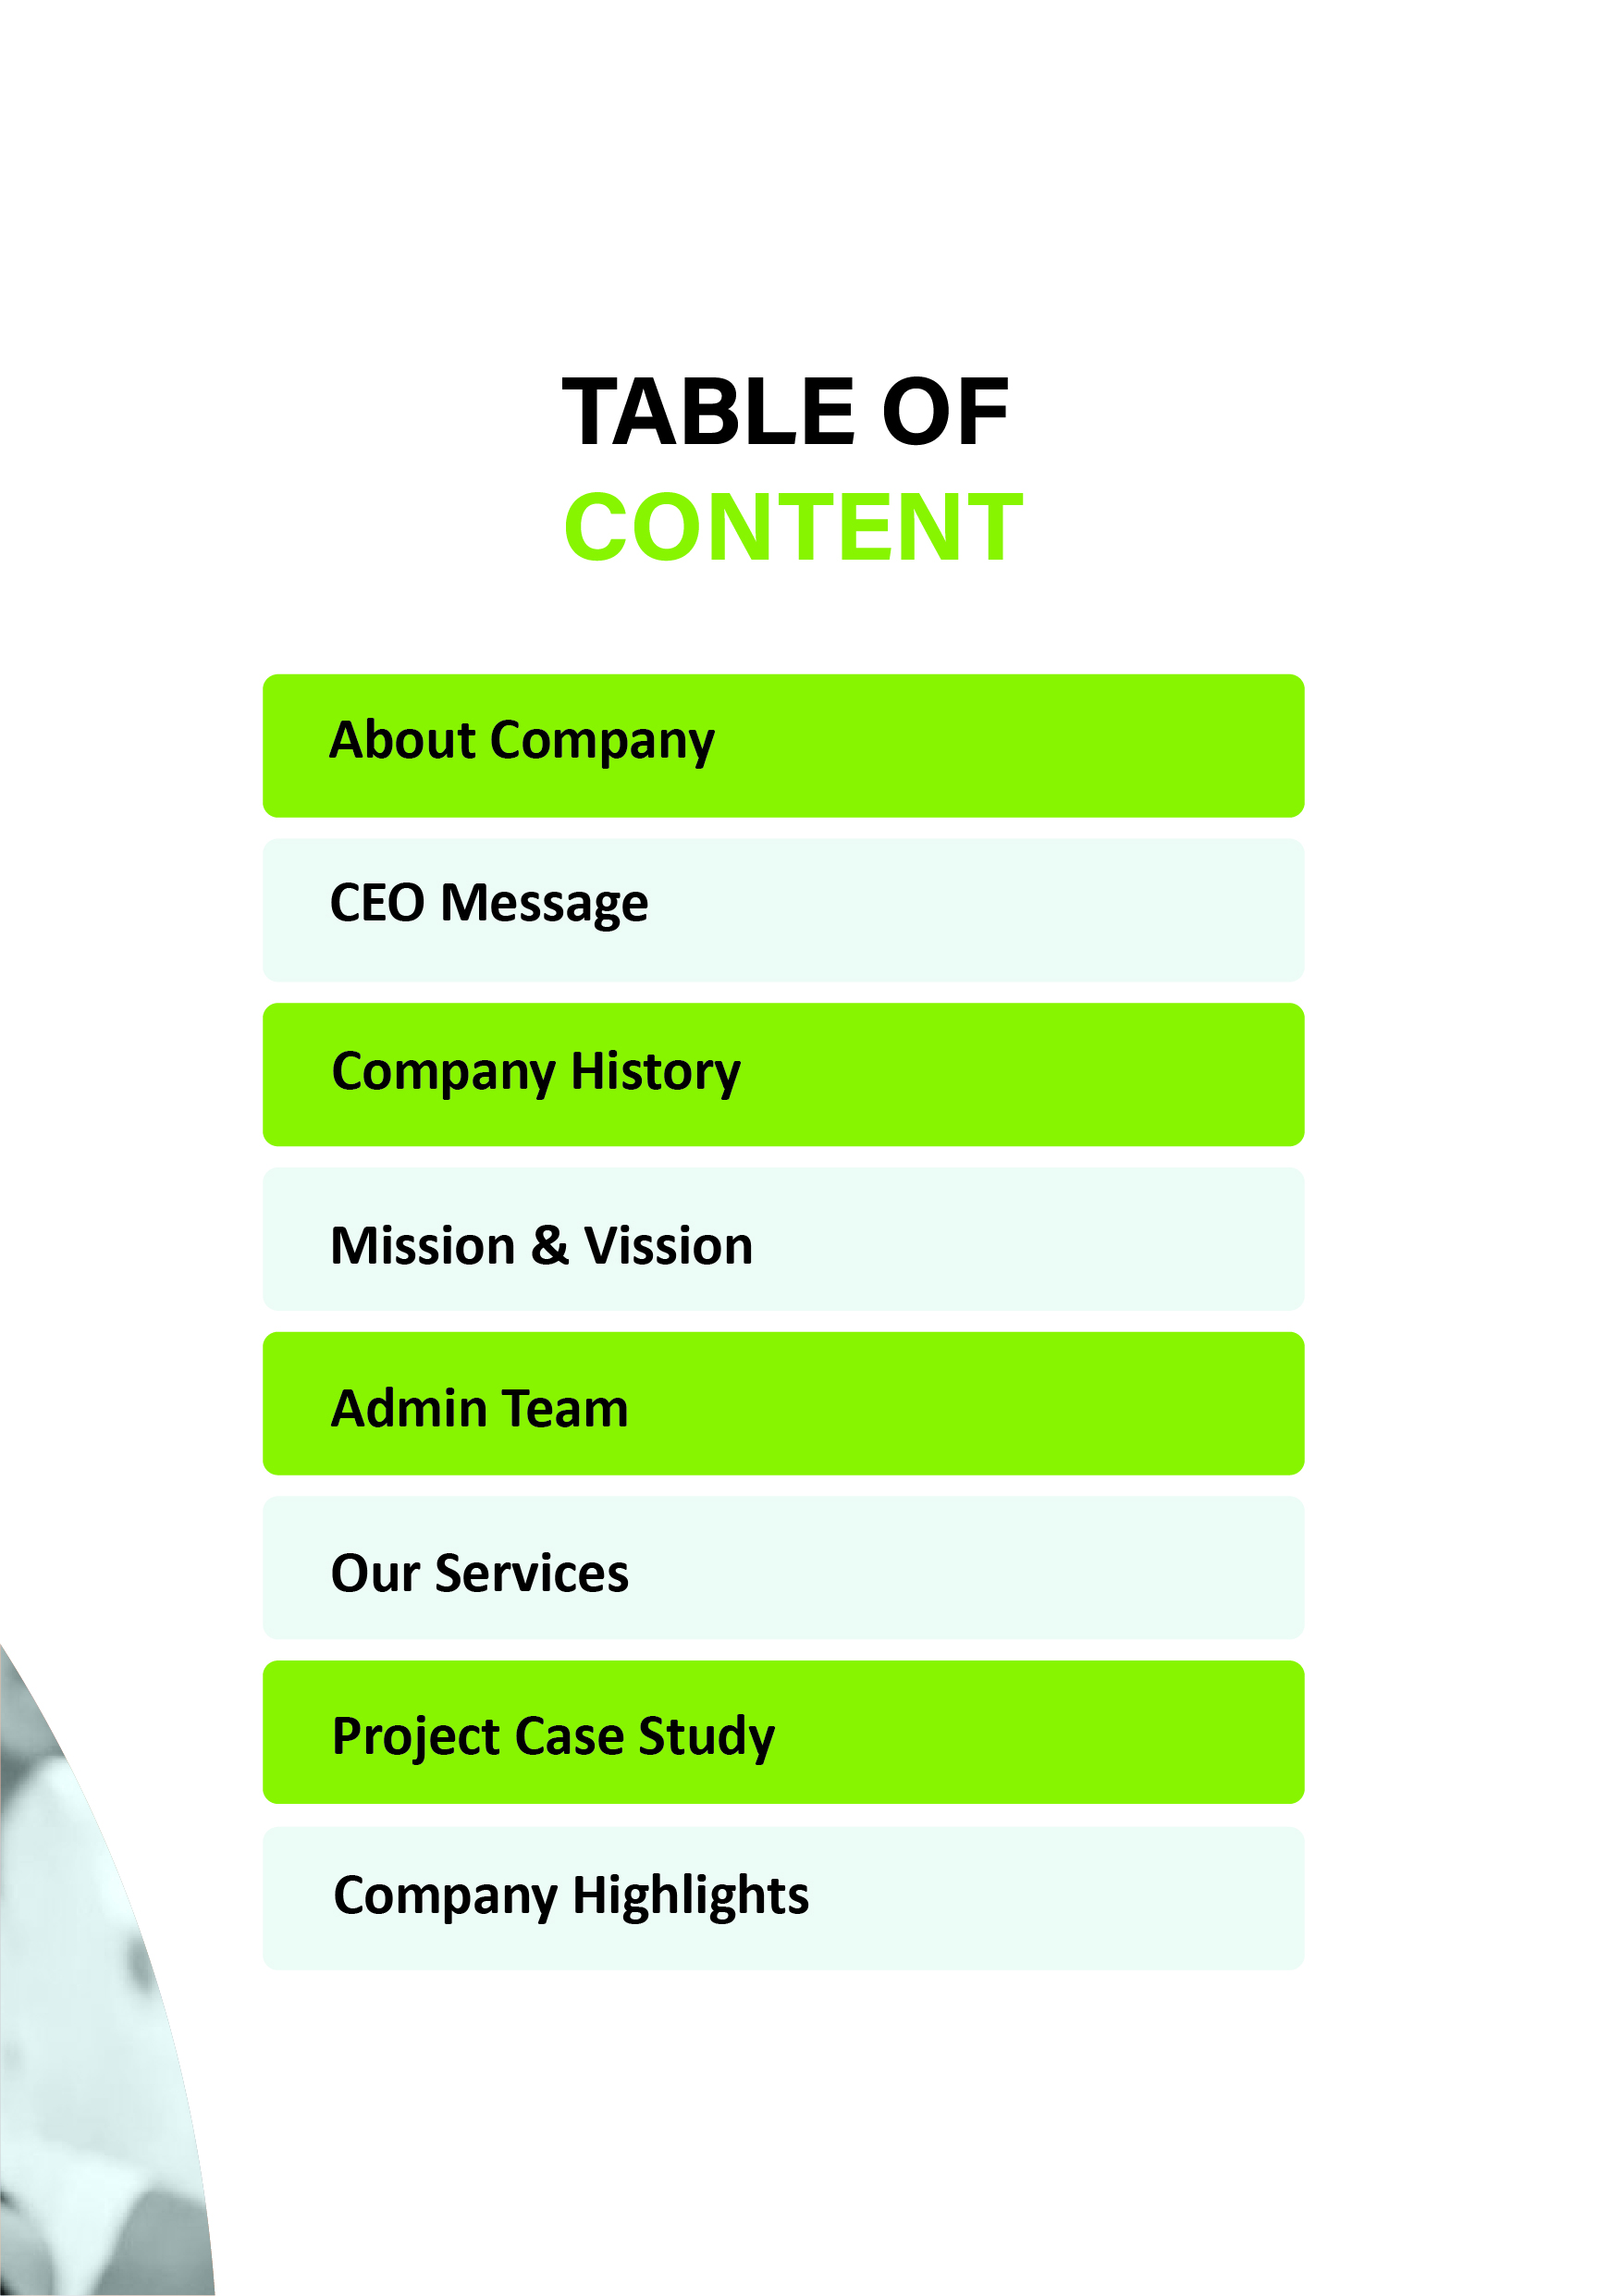 TABLE OF
CONTENT
About Company
CEO Message
Company History
Mission & Vission
Admin Team
Our Services
Project Case Study
Company Highlights